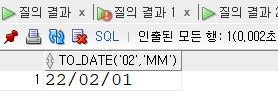 질의 결과 × 질의 결과 1 × 질의
SQL | 인출된 모든 행: 1(0,002초
TO_DATE('02','MM')
1 22/02/01